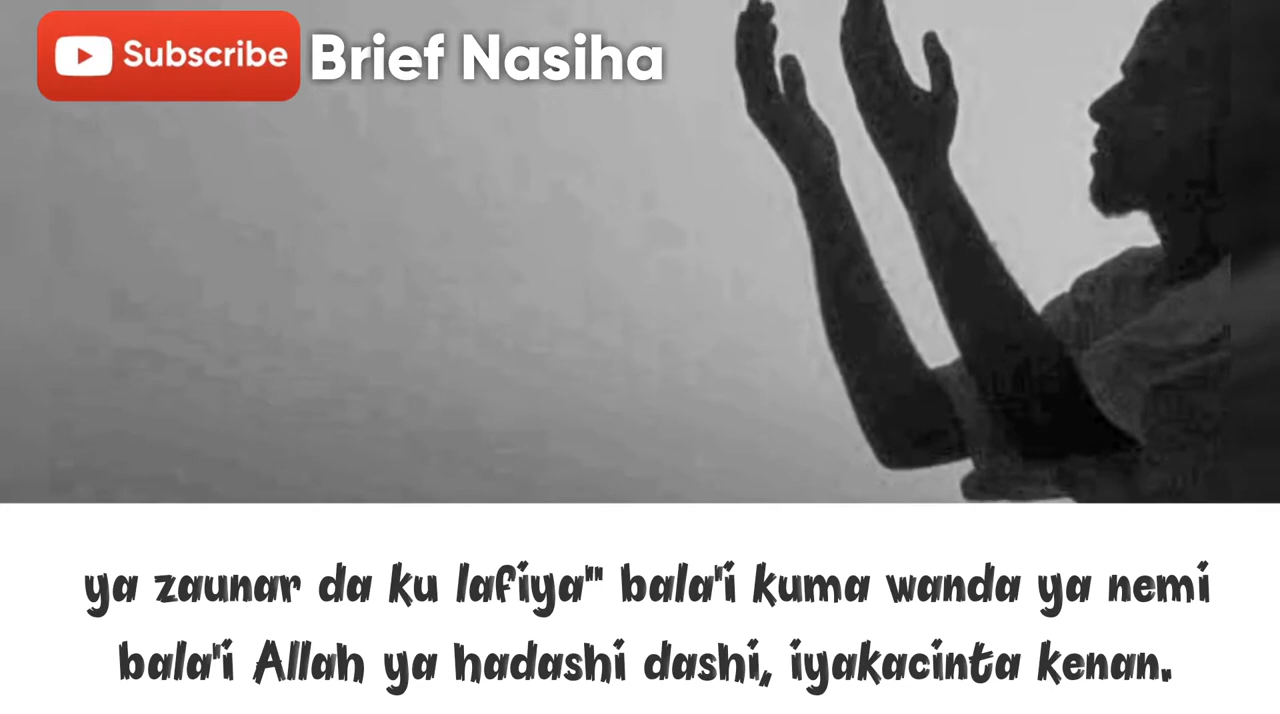 Subscribe Brief Nasiha
ya zaunar da ku lafiya"' bala'i kuma wanda ya nemi
bala'i Allah ya hadashi dashi, iyakacinta kenan.